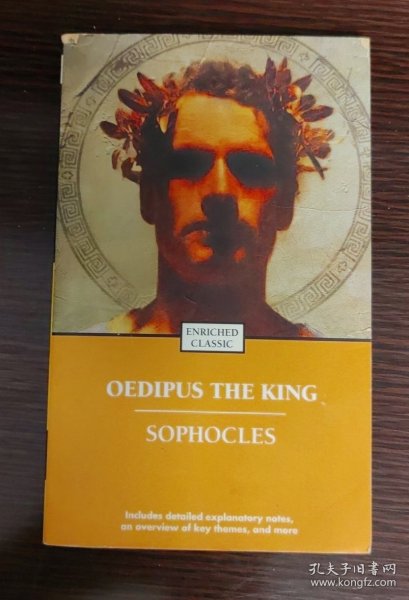 ENRICHED
CLASSIC
OEDIPUS THE KING
SOPHOCLES
Includes detailed explanatory notes,
an overview of key themes, and more
孔夫子旧书网
www.kongfz.com